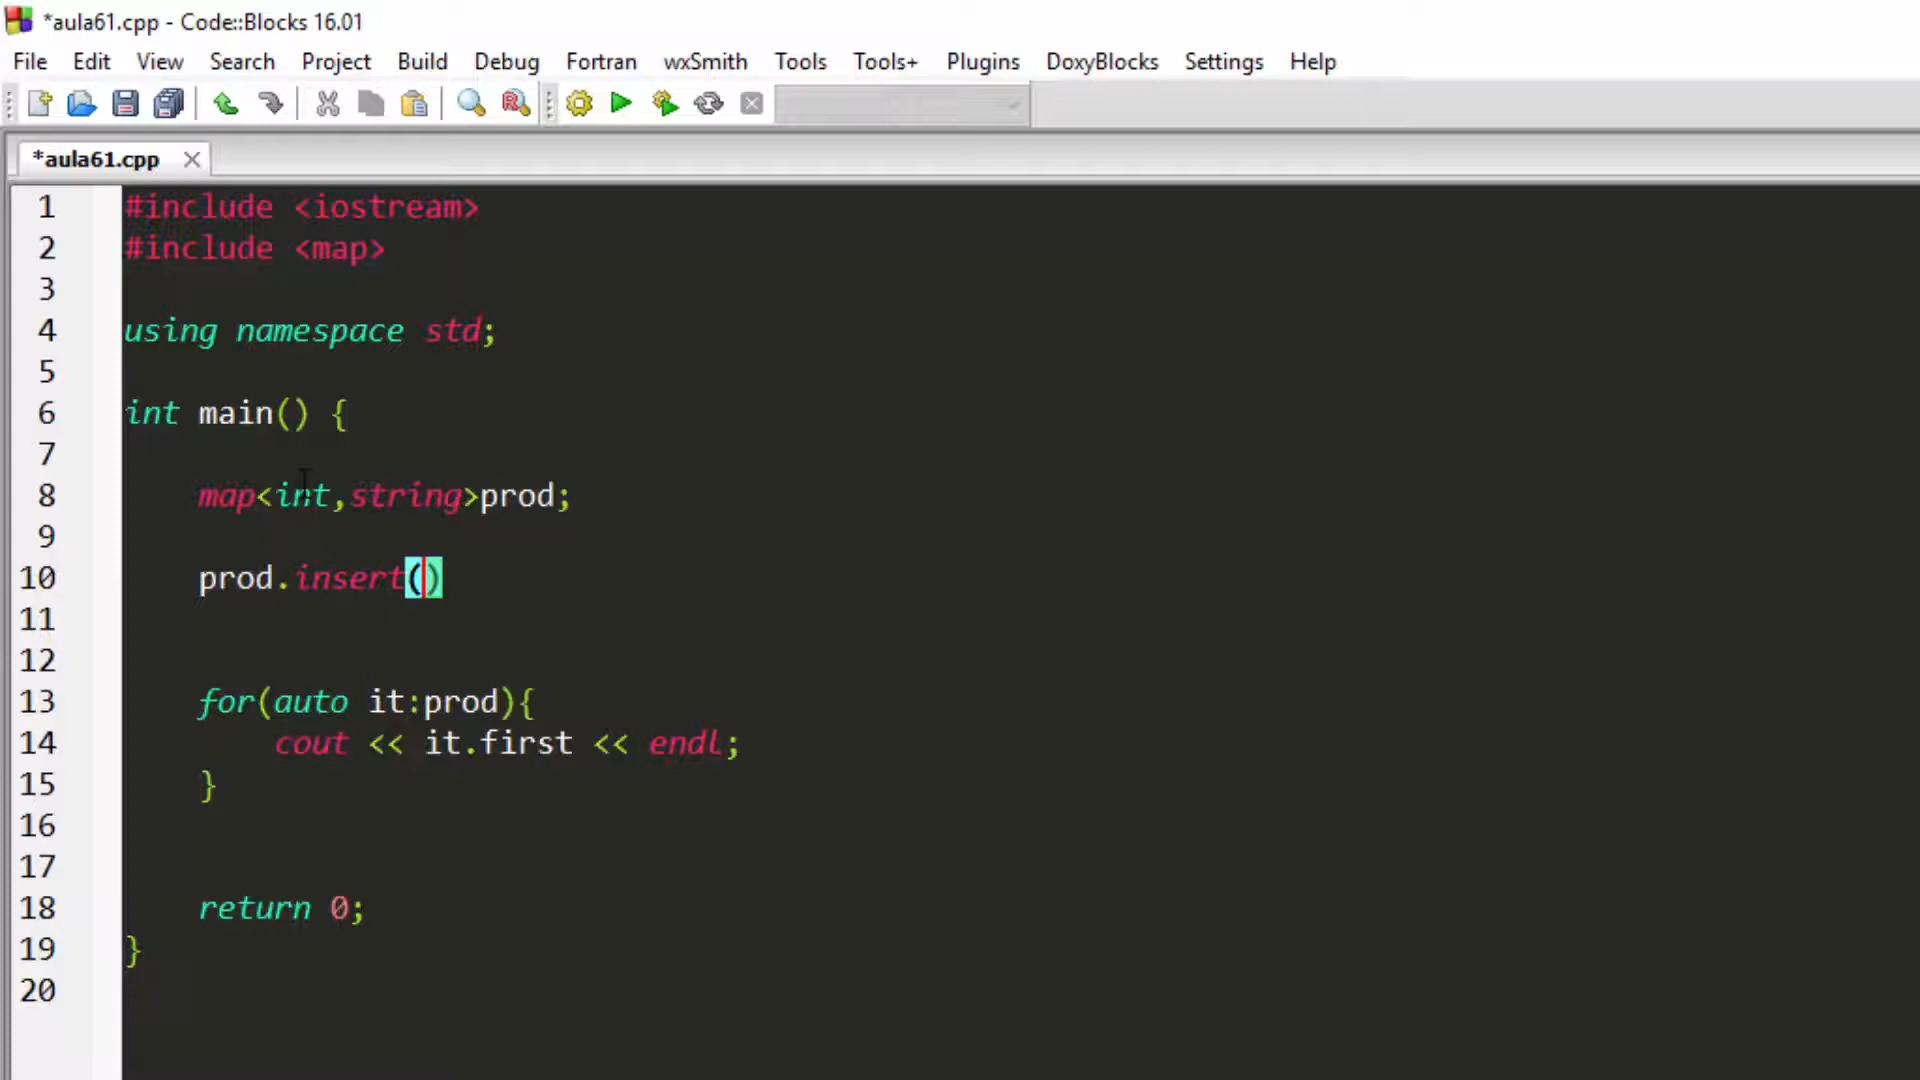 *aula61.cpp - Code::Blocks 16.01
File Edit View Search Project Build Debug Fortran wxSmith Tools Tools+ Plugins DoxyBlocks Settings Help
*aula61.cpp
1 #include <iostream>
2 #include <map>
3
4 using namespace std;
5
6 int main() {
7
8 map<int,string>prod;
9
10 prod.insert()
11
12
13 for(auto it:prod){
14 cout << it.first << endl;
15 }
16
17
18 return 0;
19 }
20